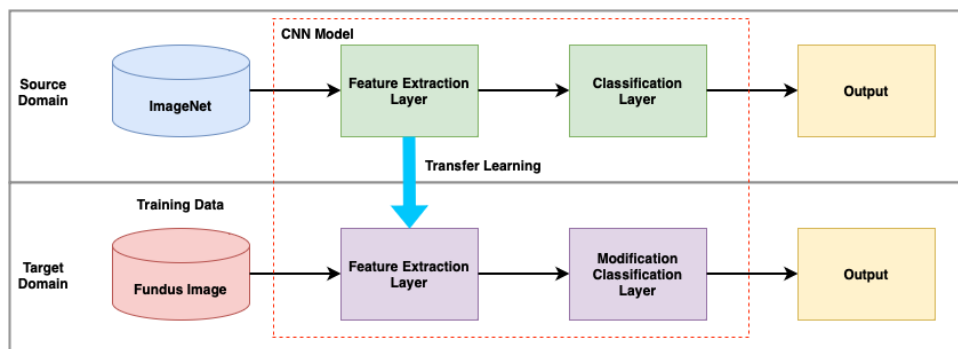 CNN Model
Source
Domain
ImageNet
Feature Extraction
Layer
Classification
Layer
Output
Transfer Learning
Training Data
Target
Domain
Fundus Image
Feature Extraction
Layer
Modification
Classification
Layer
Output